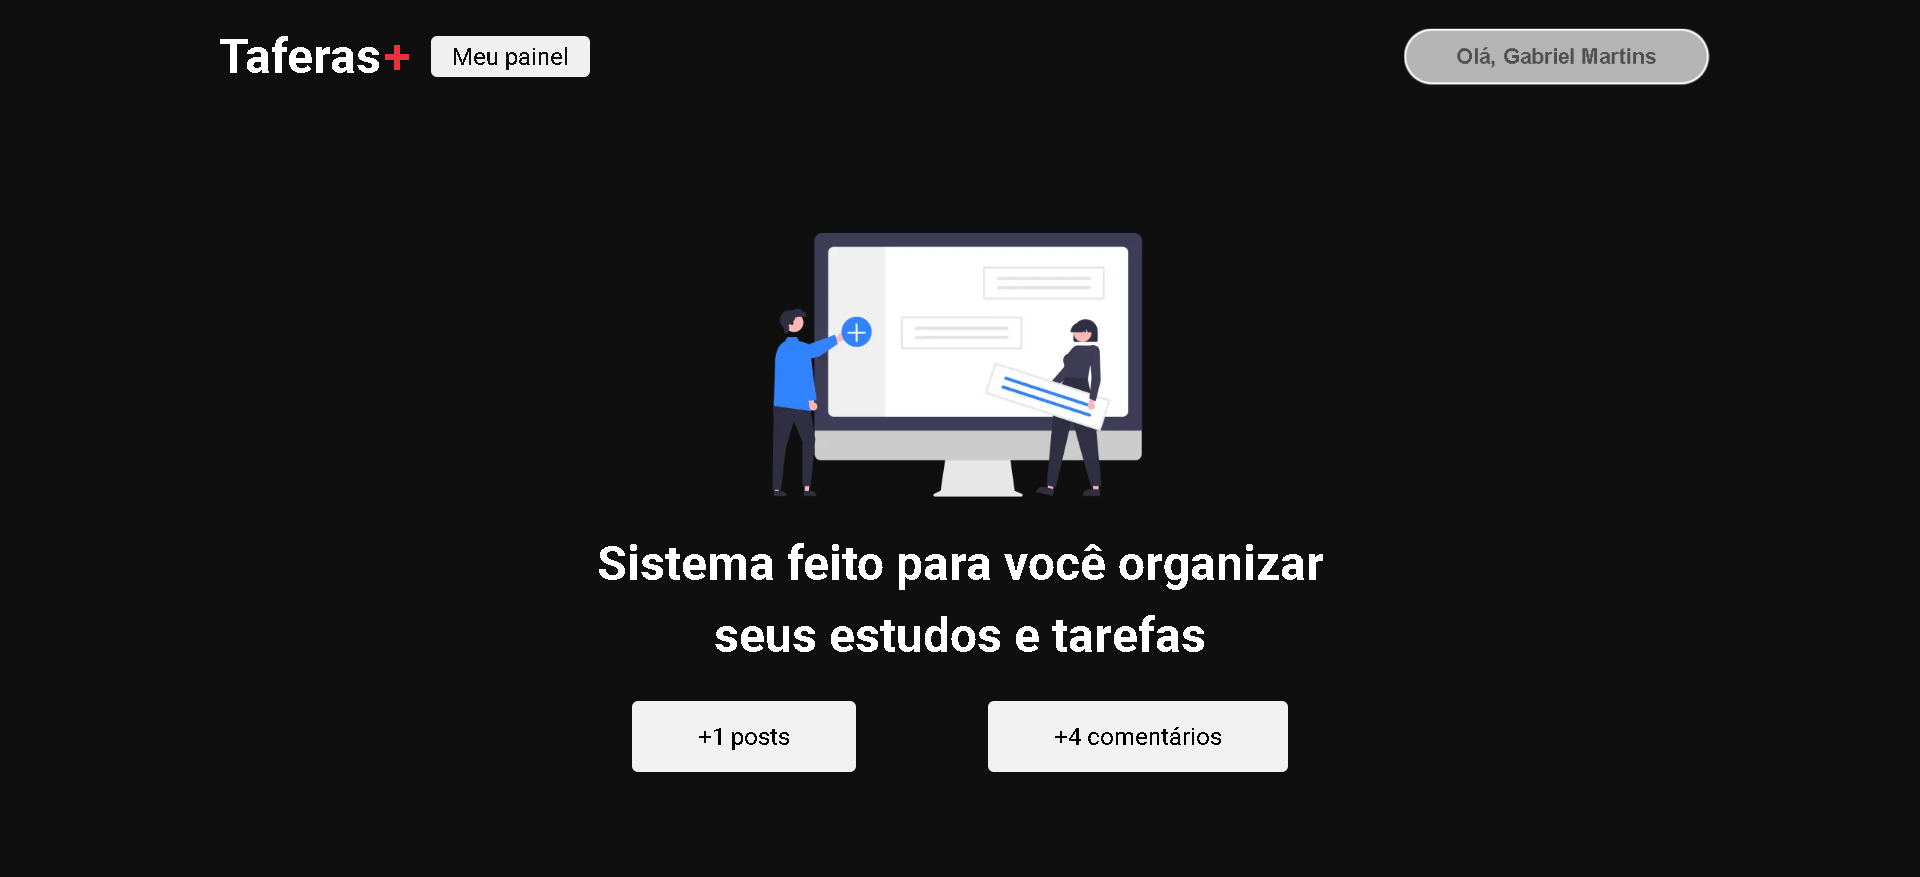 Taferas+
Meu painel
Olá, Gabriel Martins
Sistema feito para você organizar
seus estudos e tarefas
+1 posts
+4 comentários